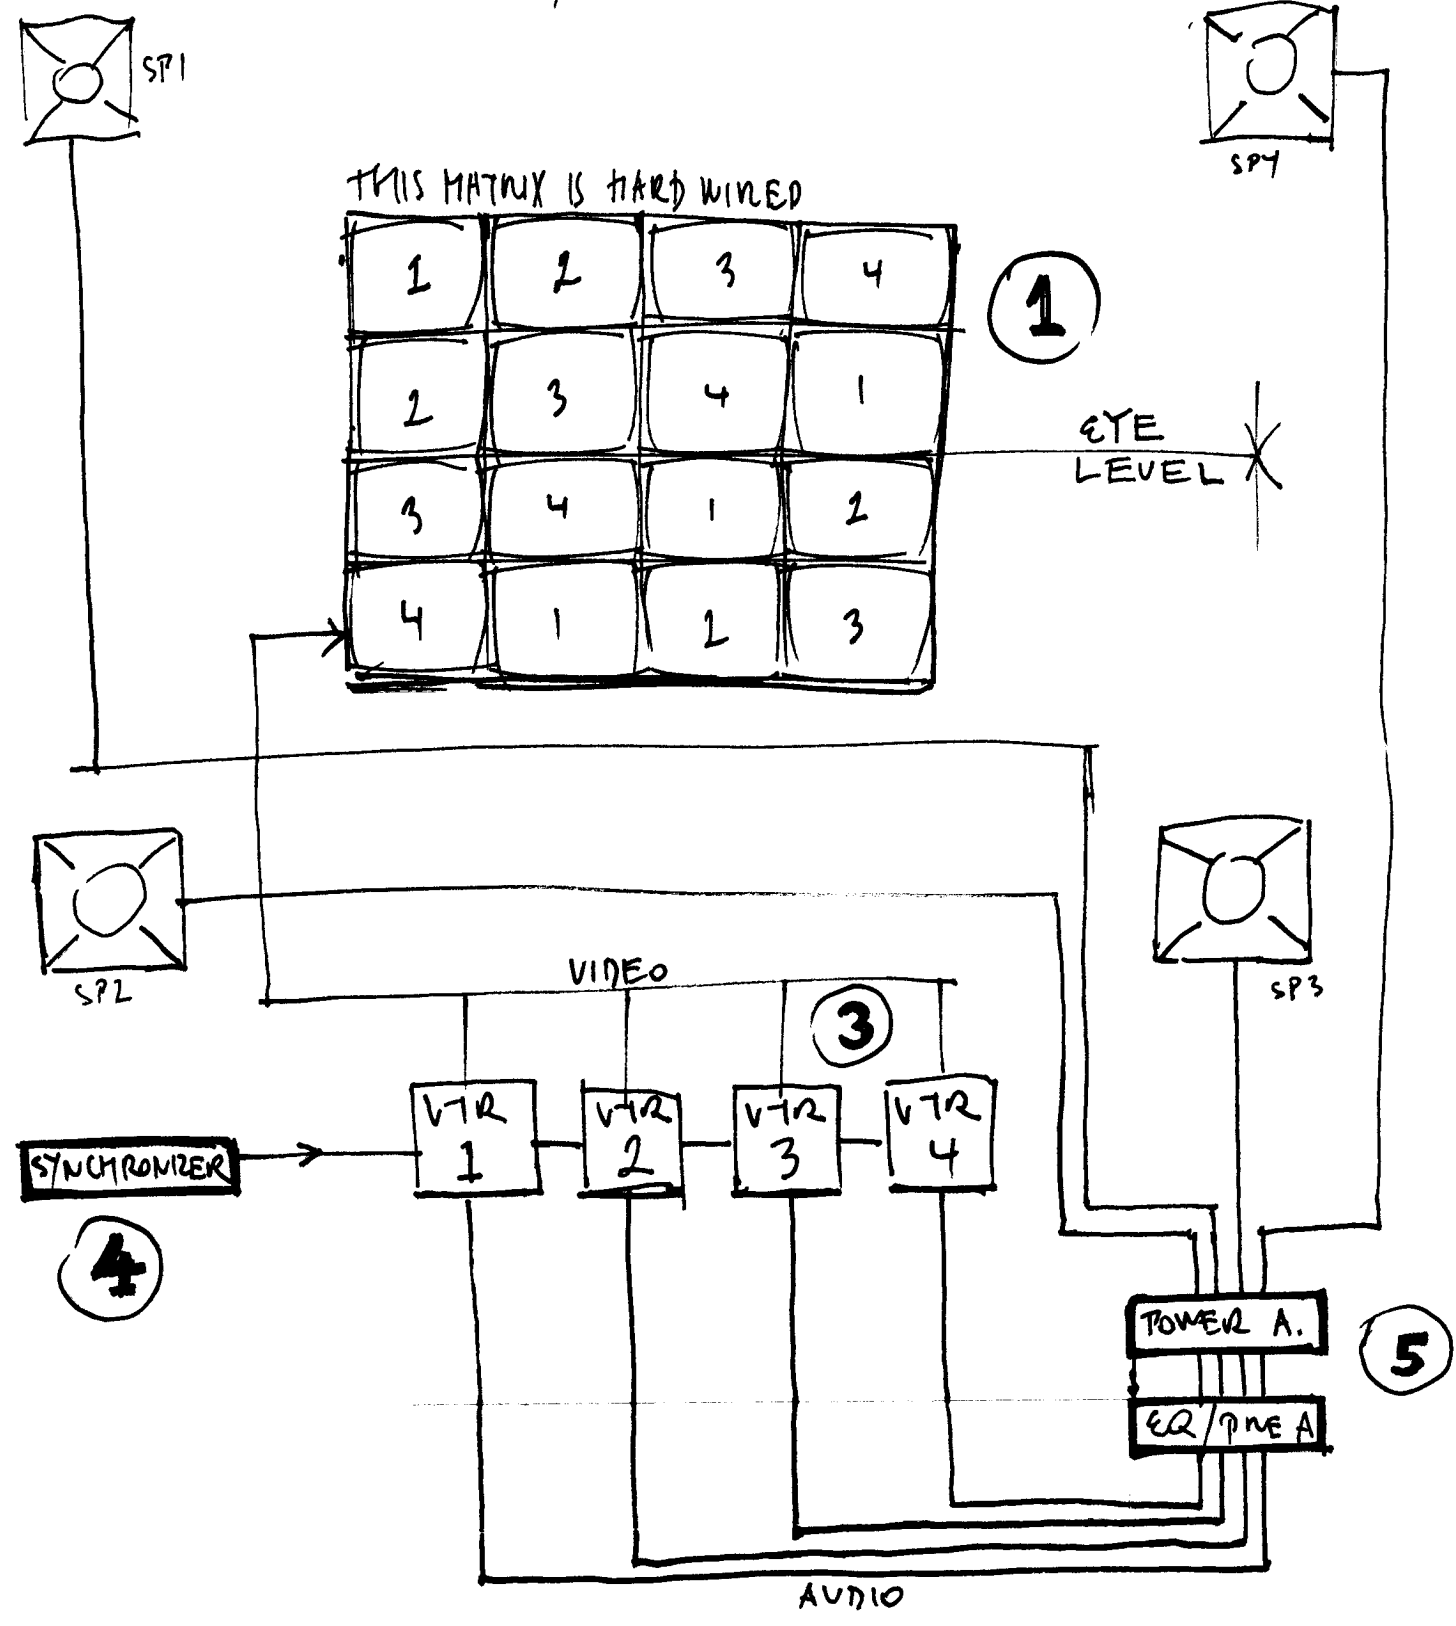 SP1
SP4
THIS MATRIX IS HARD WIRED
1 2 3 4
1
2 3 4 1
EYE
LEVEL
3 4 1 2
4 1 2 3
SP2
SP3
VIDEO
3
VTR
1
VTR
2
VTR
3
VTR
4
SYNCHRONIZER
4
POWER A.
5
EQ/PRE A
AUDIO